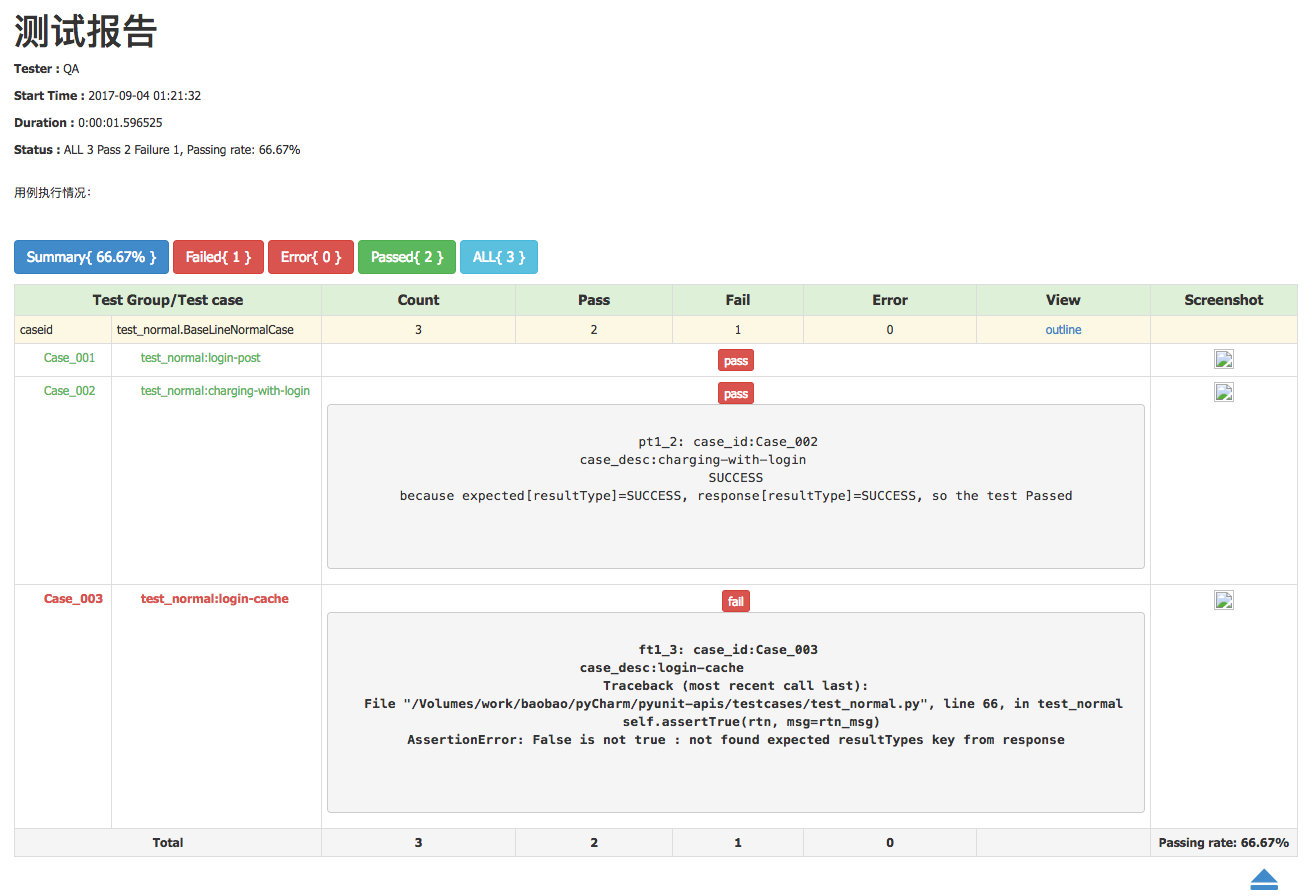 测试报告
Tester : QA
Start Time : 2017-09-04 01:21:32
Duration : 0:00:01.596525
Status : ALL 3 Pass 2 Failure 1, Passing rate: 66.67%
用例执行情况：
Summary{ 66.67% } Failed{ 1 } Error{ 0 } Passed{ 2 } ALL{ 3 }
Test Group/Test case Count Pass Fail Error View Screenshot
caseid test_normal.BaseLineNormalCase 3 2 1 0 outline
Case_001 test_normal:login-post pass
Case_002 test_normal:charging-with-login pass
pt1_2: case_id:Case_002
case_desc:charging-with-login
SUCCESS
because expected[resultType]=SUCCESS, response[resultType]=SUCCESS, so the test Passed
Case_003 test_normal:login-cache fail
ft1_3: case_id:Case_003
case_desc:login-cache
Traceback (most recent call last):
File "/Volumes/work/baobao/pyCharm/pyunit-apis/testcases/test_normal.py", line 66, in test_normal
self.assertTrue(rtn, msg=rtn_msg)
AssertionError: False is not true : not found expected resultTypes key from response
Total 3 2 1 0 Passing rate: 66.67%